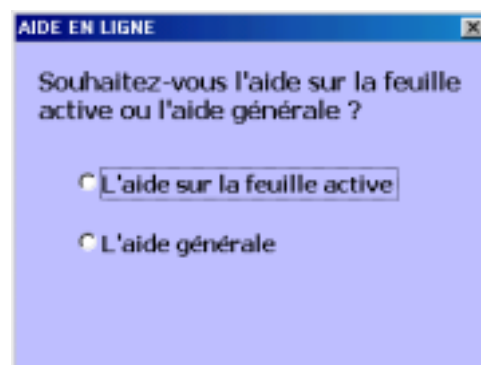 AIDE EN LIGNE
Souhaitez-vous l'aide sur la feuille
active ou l'aide générale ?
L'aide sur la feuille active
L'aide générale